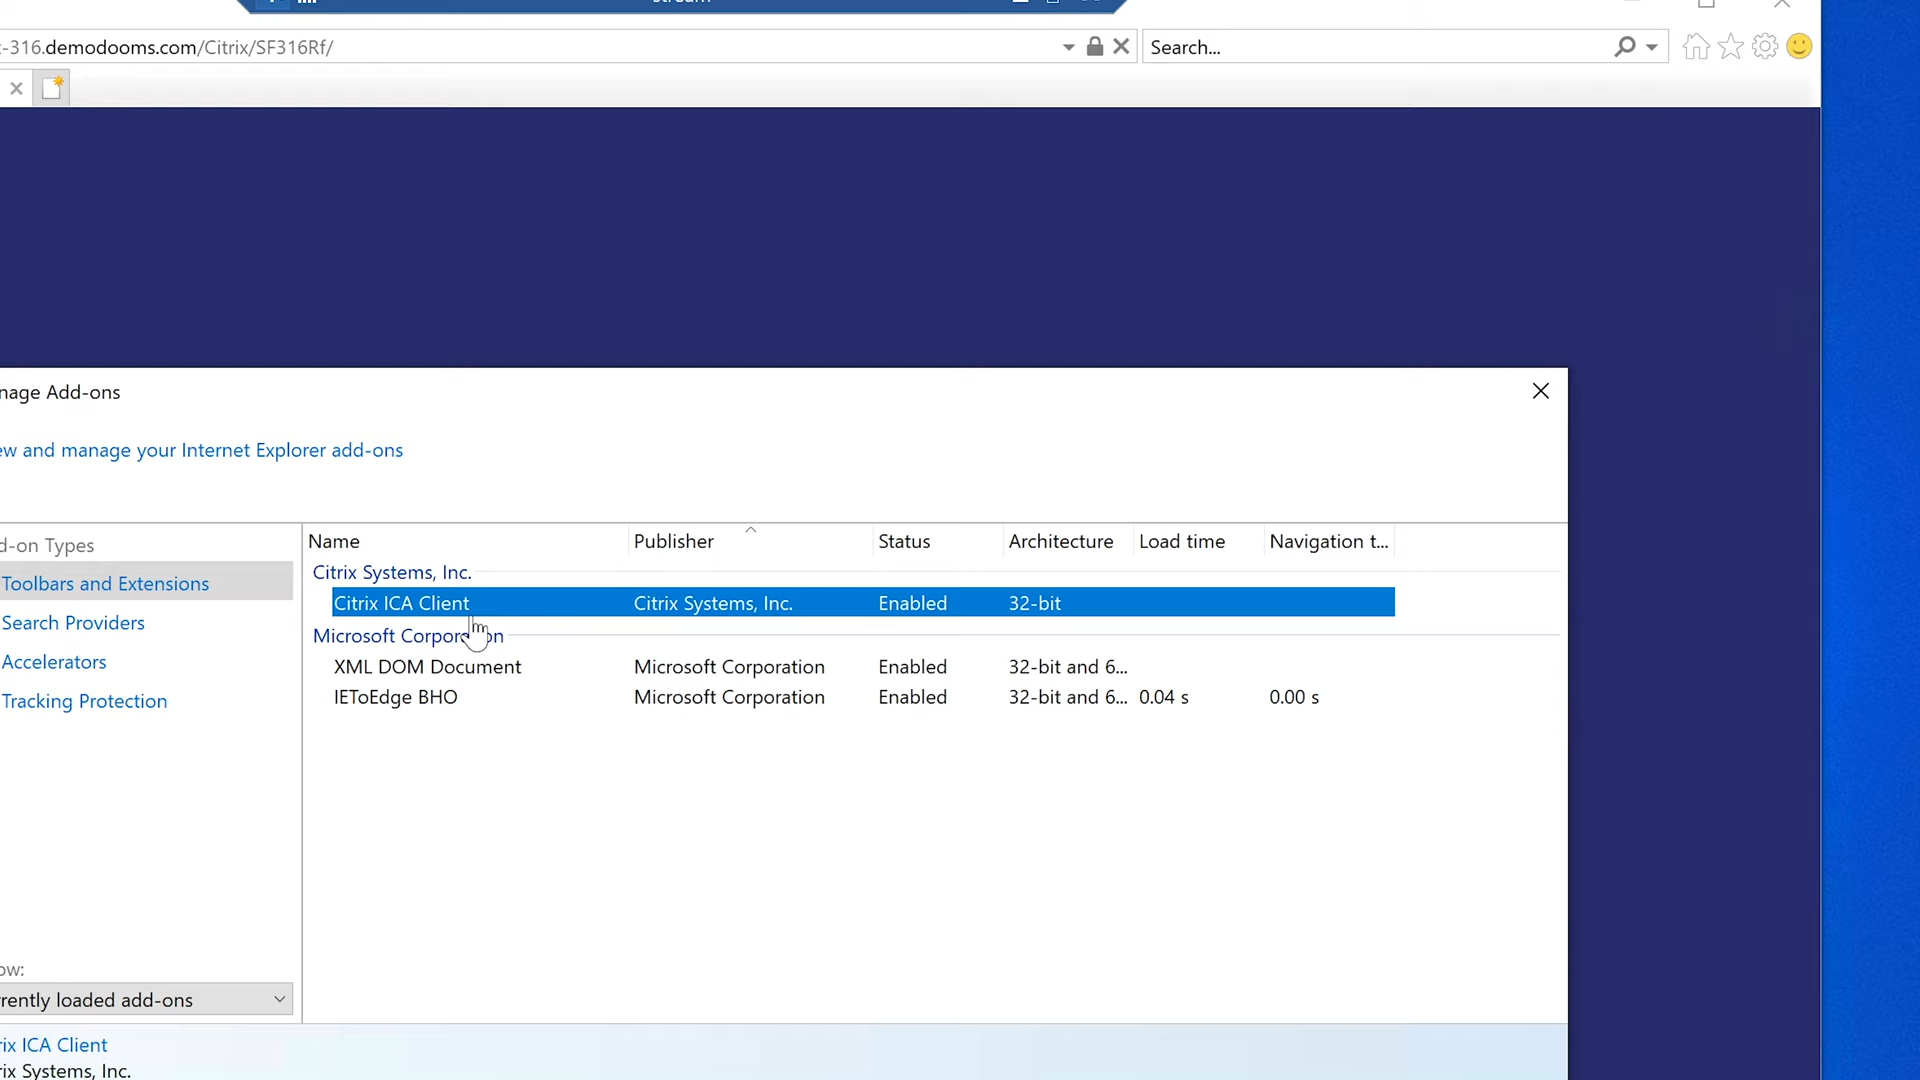 -316.demodooms.com/Citrix/SF316Rf/
Search...
nage Add-ons
ew and manage your Internet Explorer add-ons
d-on Types
Toolbars and Extensions
Search Providers
Accelerators
Tracking Protection
Name Publisher Status Architecture Load time Navigation t...
Citrix Systems, Inc.
Citrix ICA Client Citrix Systems, Inc. Enabled 32-bit
Microsoft Corporation
XML DOM Document Microsoft Corporation Enabled 32-bit and 6...
IEToEdge BHO Microsoft Corporation Enabled 32-bit and 6... 0.04 s 0.00 s
ow:
rently loaded add-ons
rix ICA Client
rix Systems, Inc.